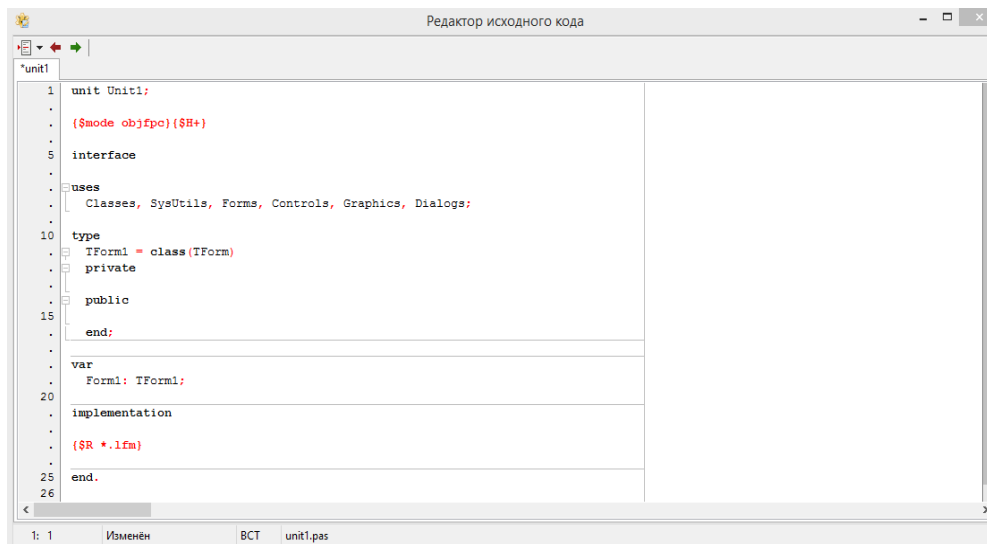 Редактор исходного кода
*unit1
1 unit Unit1;
.
. {$mode objfpc}{$H+}
.
5 interface
.
. uses
. Classes, SysUtils, Forms, Controls, Graphics, Dialogs;
.
10 type
. TForm1 = class(TForm)
. private
.
. public
15
. end;
.
. var
. Form1: TForm1;
20
. implementation
.
. {$R *.lfm}
.
25 end.
26
1: 1 Изменён ВСТ unit1.pas